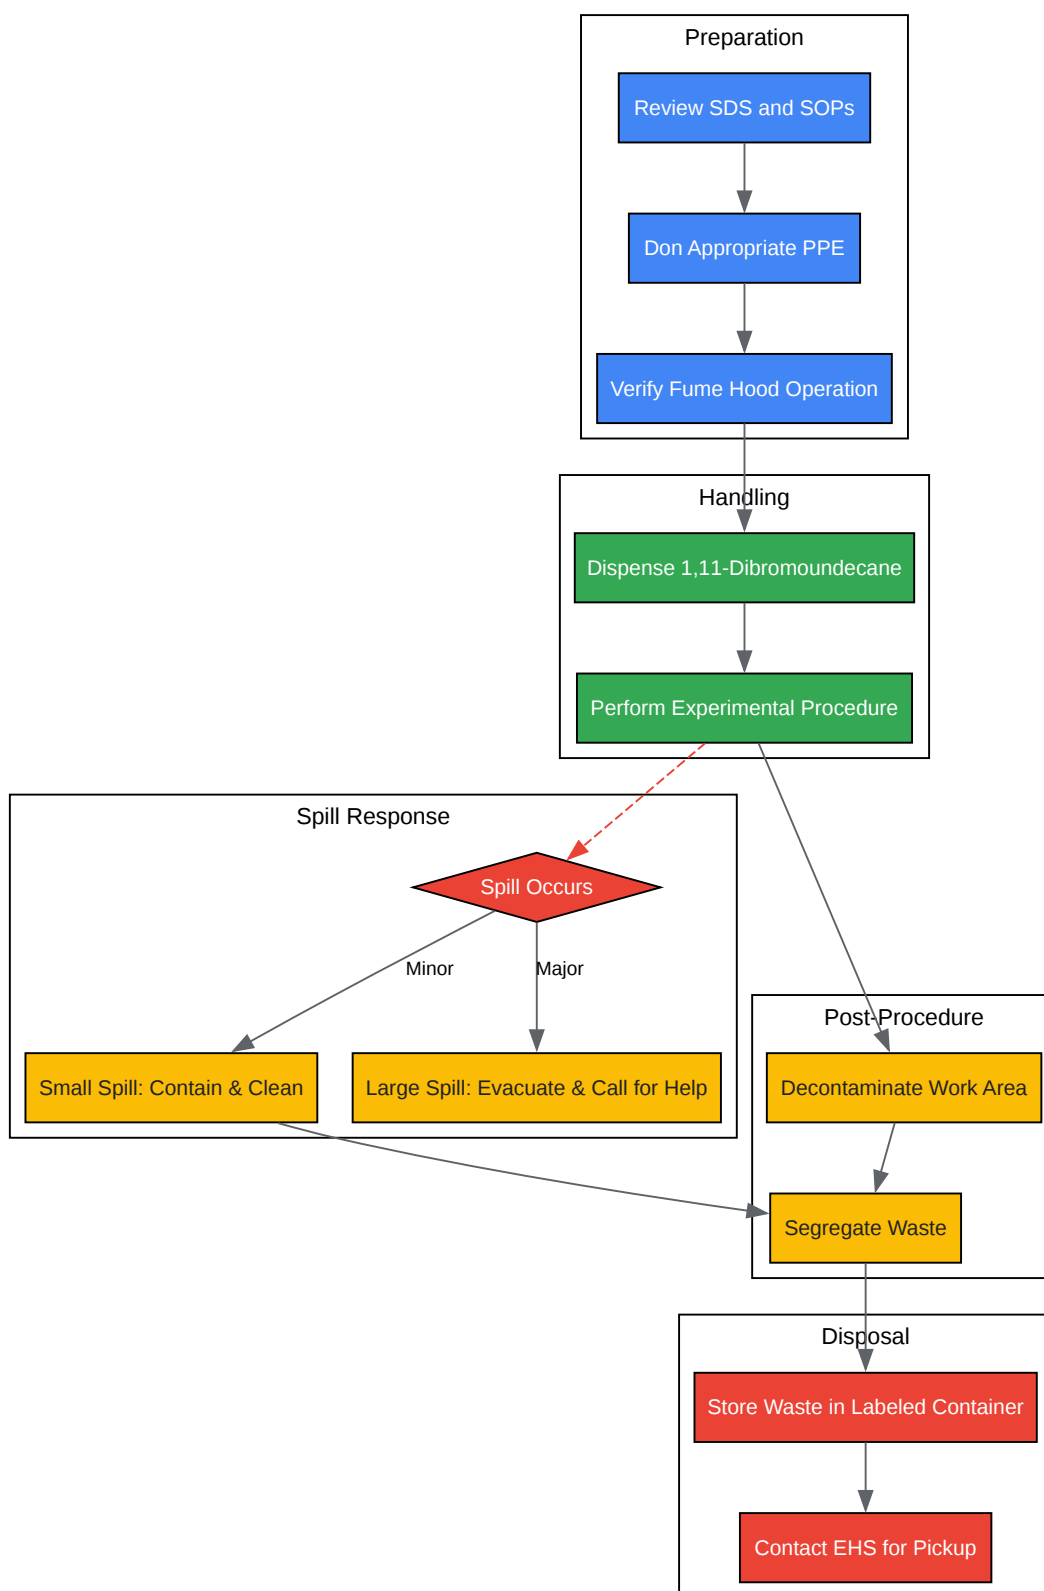 Preparation
Review SDS and SOPs
Don Appropriate PPE
Verify Fume Hood Operation
Handling
Dispense 1,11-Dibromoundecane
Perform Experimental Procedure
Spill Response
Spill Occurs
Minor
Major
Small Spill: Contain & Clean
Large Spill: Evacuate & Call for Help
Post-Procedure
Decontaminate Work Area
Segregate Waste
Disposal
Store Waste in Labeled Container
Contact EHS for Pickup